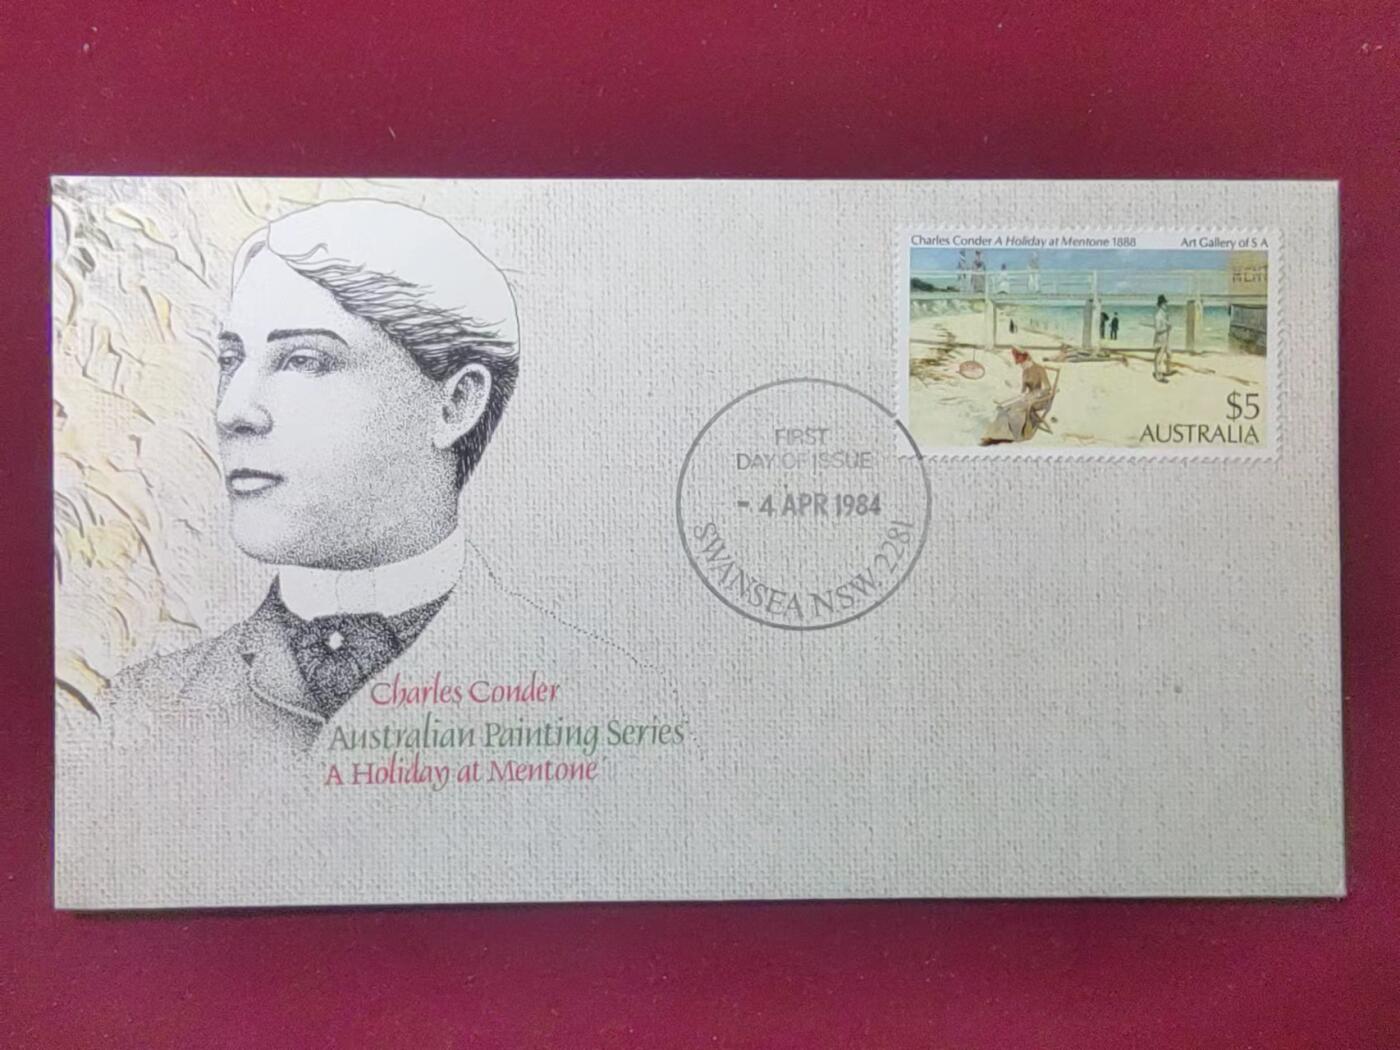 Charles Conder A Holiday at Mentone 1888 Art Gallery of S A
$5
AUSTRALIA
FIRST
DAY OF ISSUE
- 4 APR 1984
SWANSEA N.S.W. 2281
Charles Conder
Australian Painting Series
A Holiday at Mentone